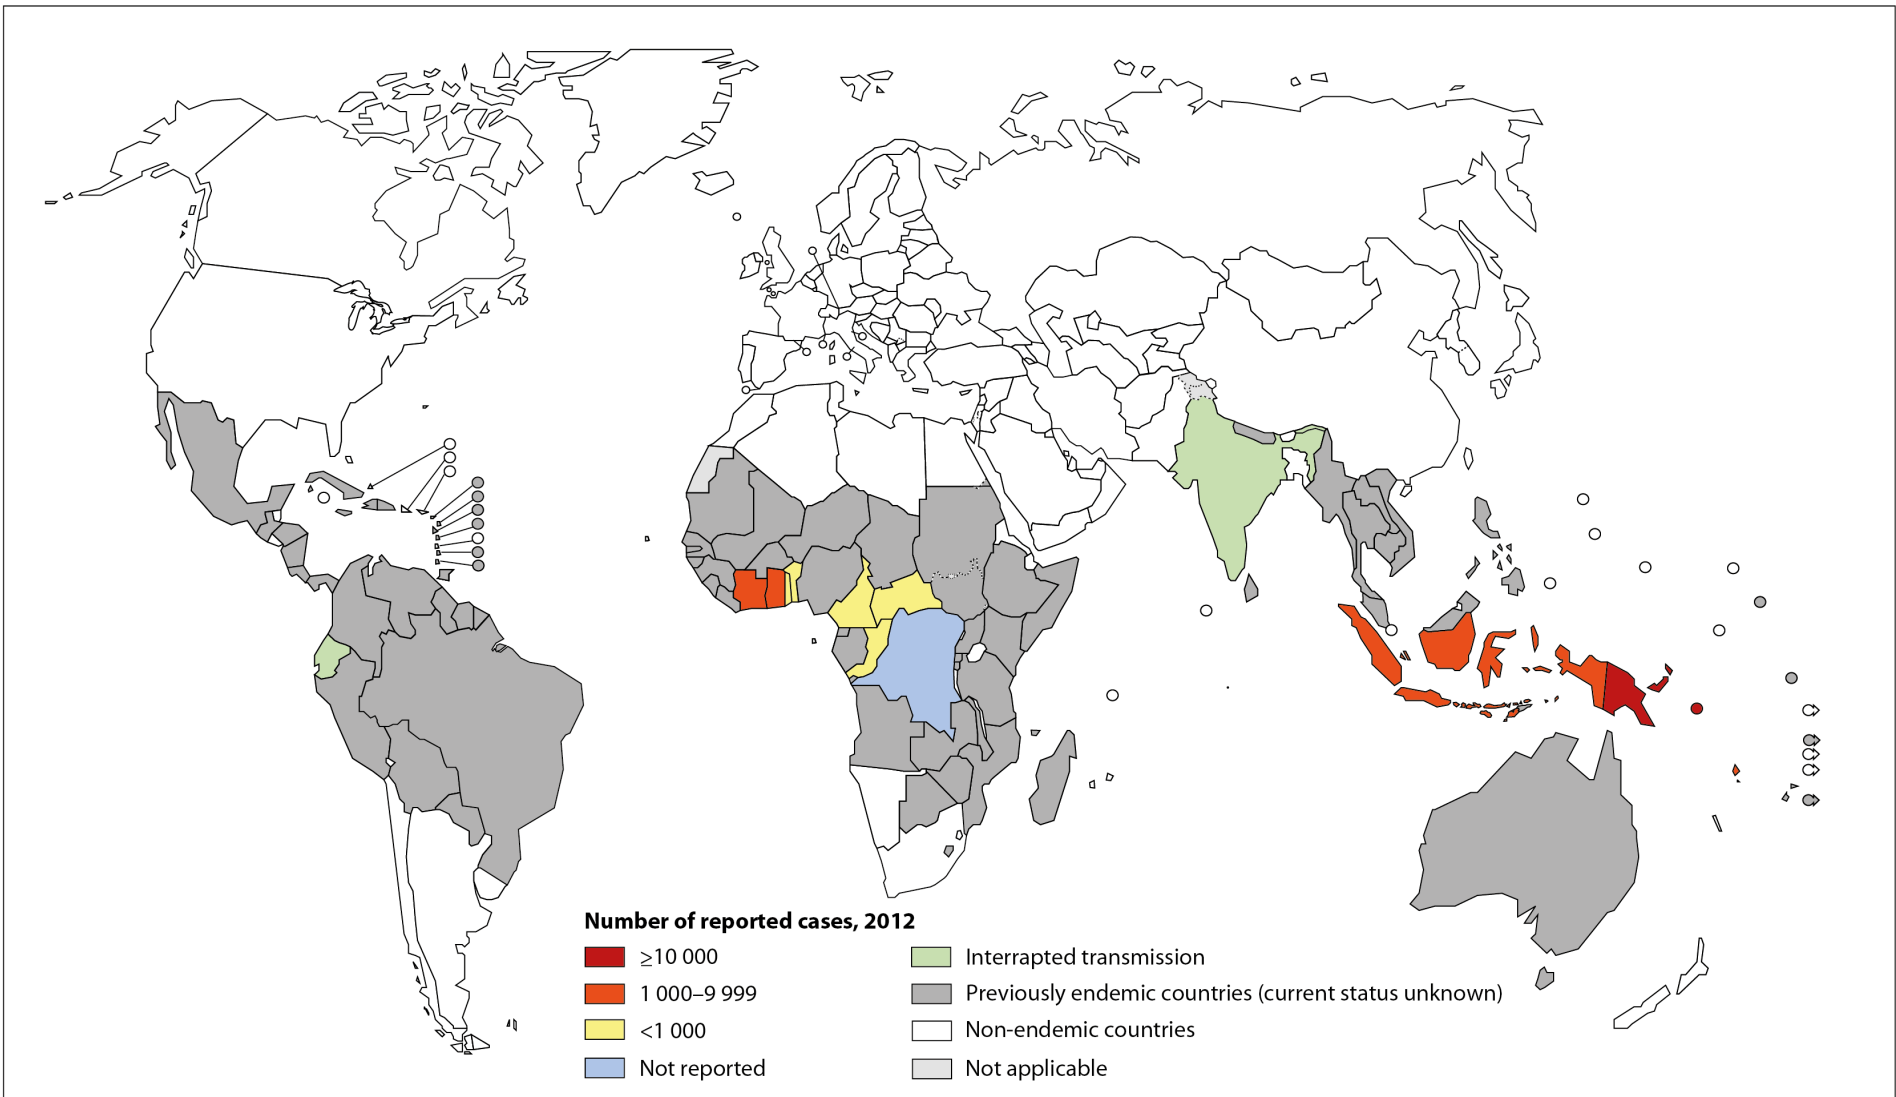 Number of reported cases, 2012
≥10 000
1 000–9 999
<1 000
Not reported
Interrapted transmission
Previously endemic countries (current status unknown)
Non-endemic countries
Not applicable